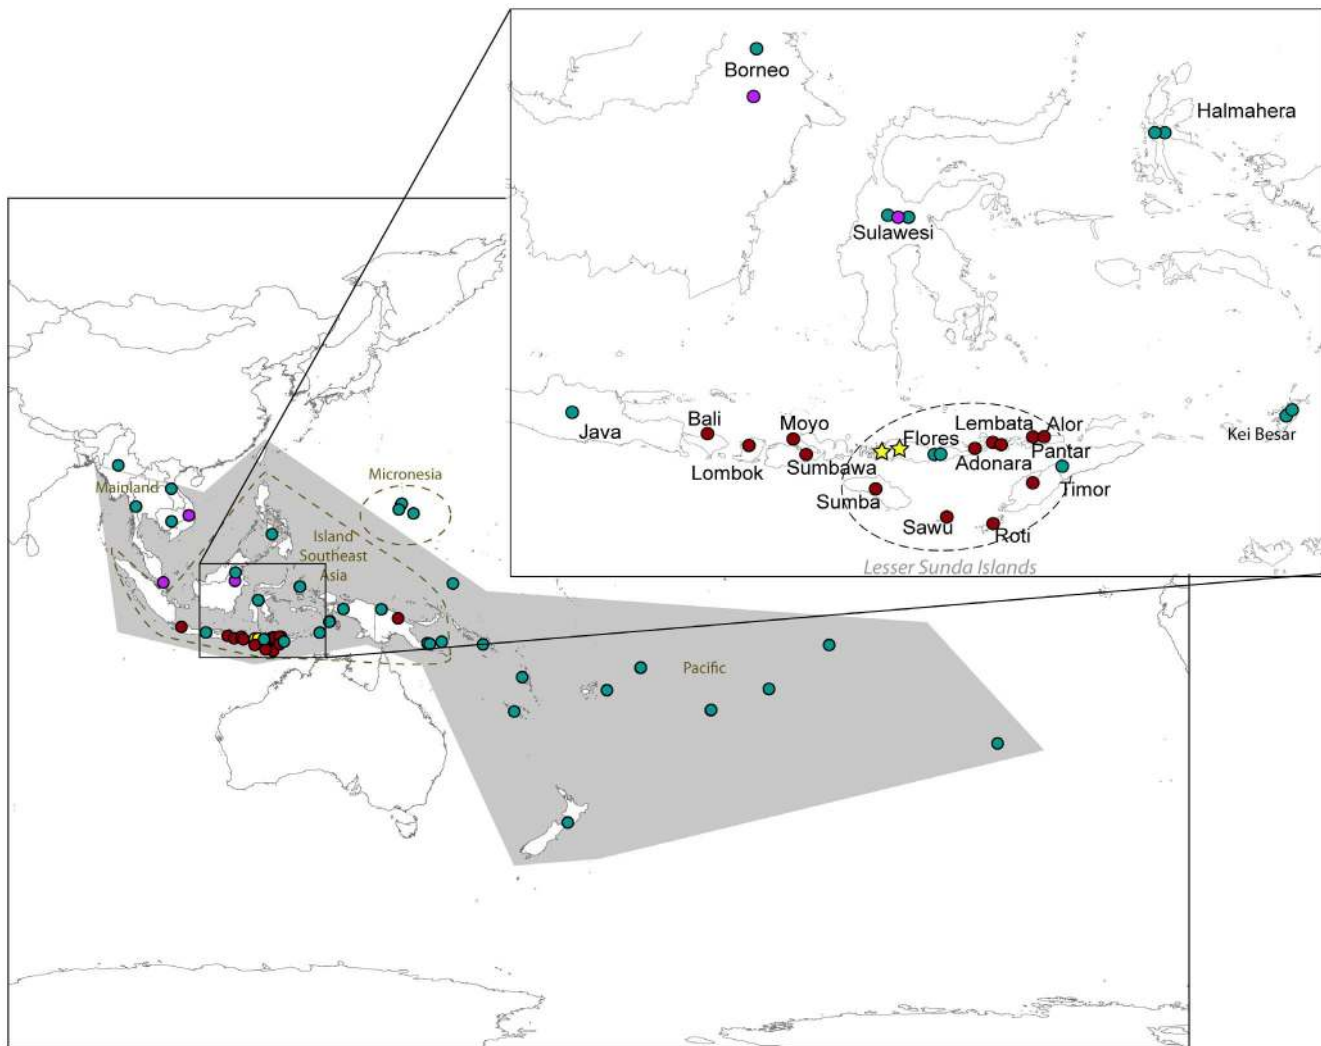 Borneo
Halmahera
Sulawesi
Java
Bali
Lombok
Moyo
Sumbawa
Flores
Lembata
Alor
Adonara
Pantar
Timor
Sumba
Sawu
Roti
Kei Besar
Lesser Sunda Islands
Mainland
Micronesia
Island
Southeast
Asia
Pacific